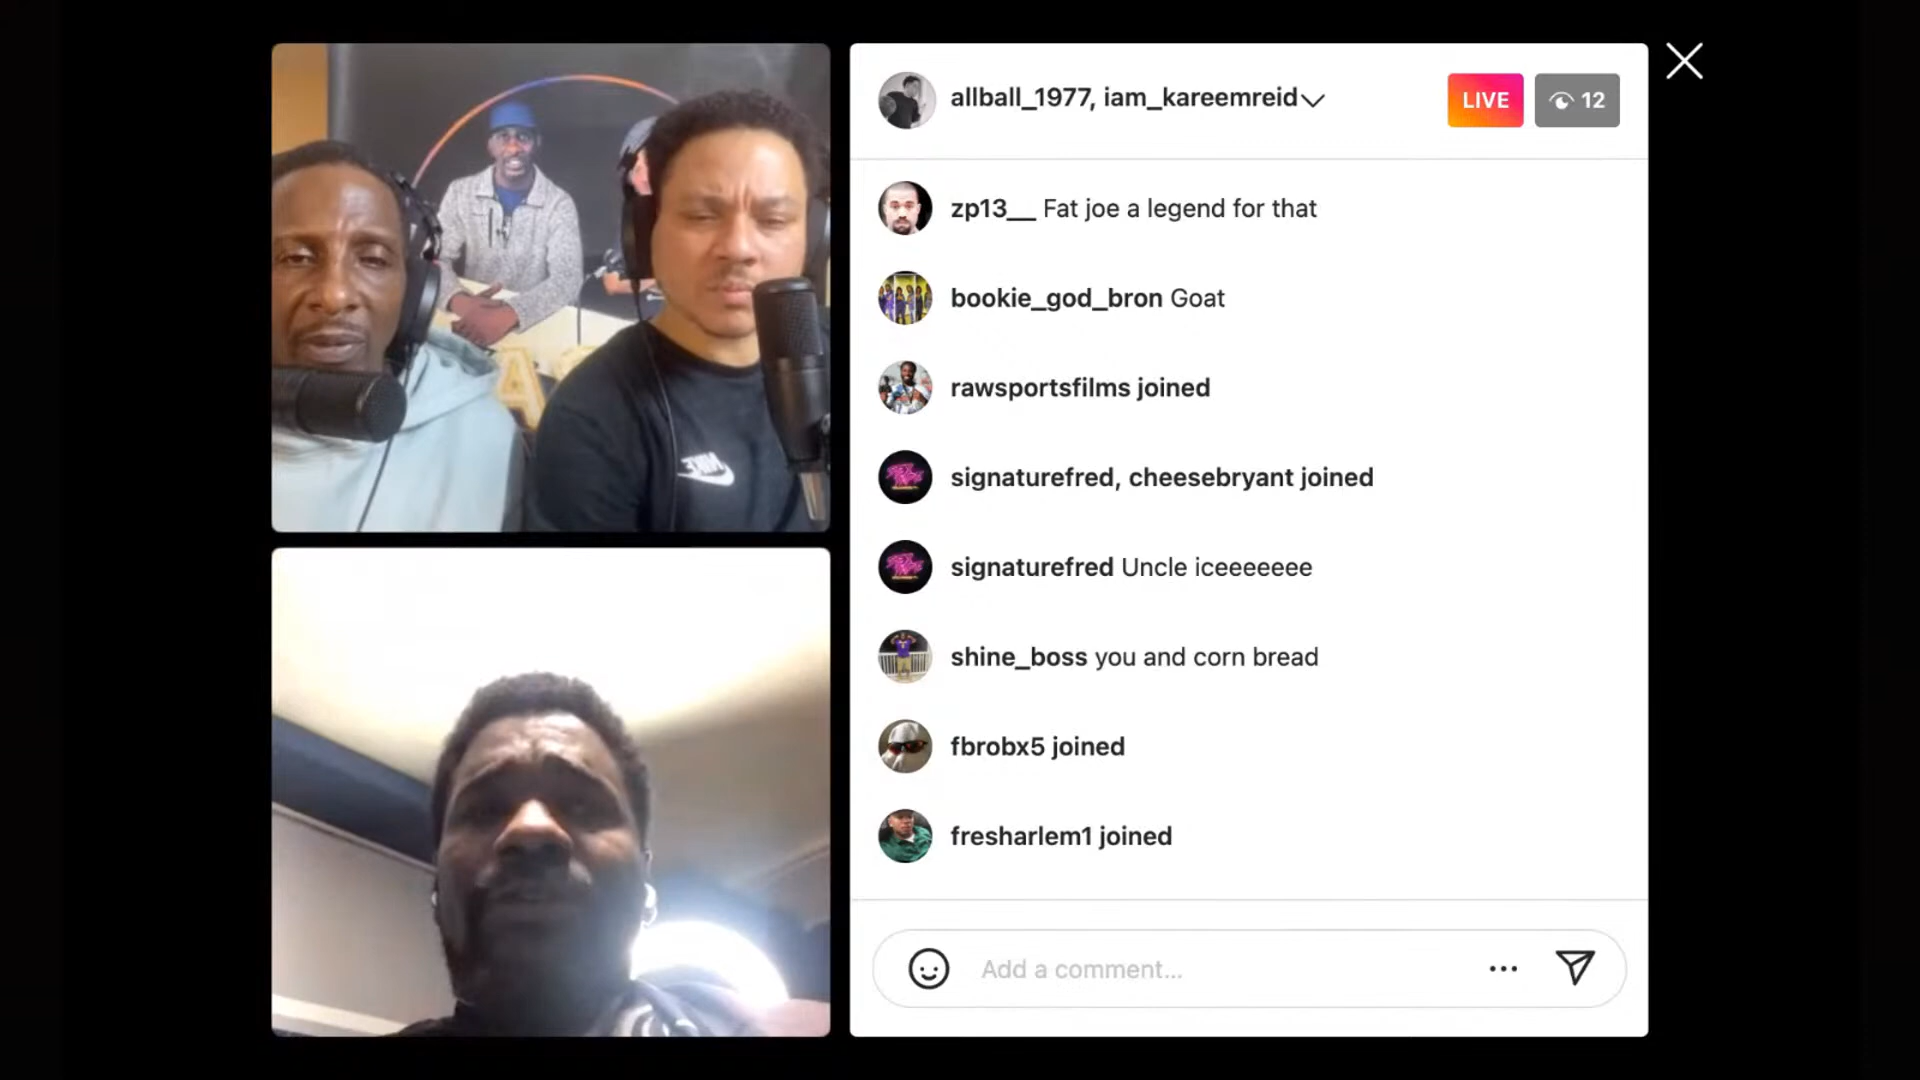 allball_1977, iam_kareemreid
LIVE
12
zp13__ Fat joe a legend for that
bookie_god_bron Goat
rawsportsfilms joined
signaturefred, cheesebryant joined
signaturefred Uncle iceeeeeee
shine_boss you and corn bread
fbrobx5 joined
fresharlem1 joined
Add a comment...